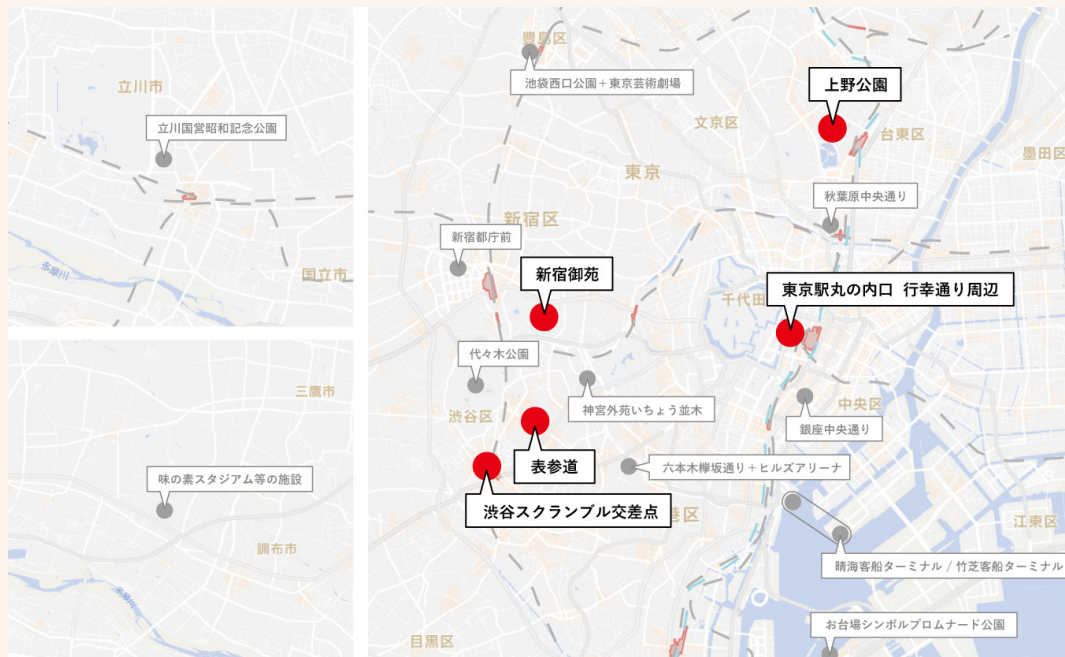 立川市
立川国営昭和記念公園
多摩川
国立市
三鷹市
味の素スタジアム等の施設
調布市
多摩川
豊島区
池袋西口公園+東京芸術劇場
上野公園
文京区
台東区
墨田区
東京
秋葉原中央通り
新宿区
新宿都庁前
新宿御苑
千代田
東京駅丸の内口 行幸通り周辺
代々木公園
神宮外苑いちょう並木
渋谷区
中央区
銀座中央通り
表参道
六本木欅坂通り+ヒルズアリーナ
渋谷スクランブル交差点
港区
江東区
晴海客船ターミナル / 竹芝客船ターミナル
お台場シンボルプロムナード公園
目黒区